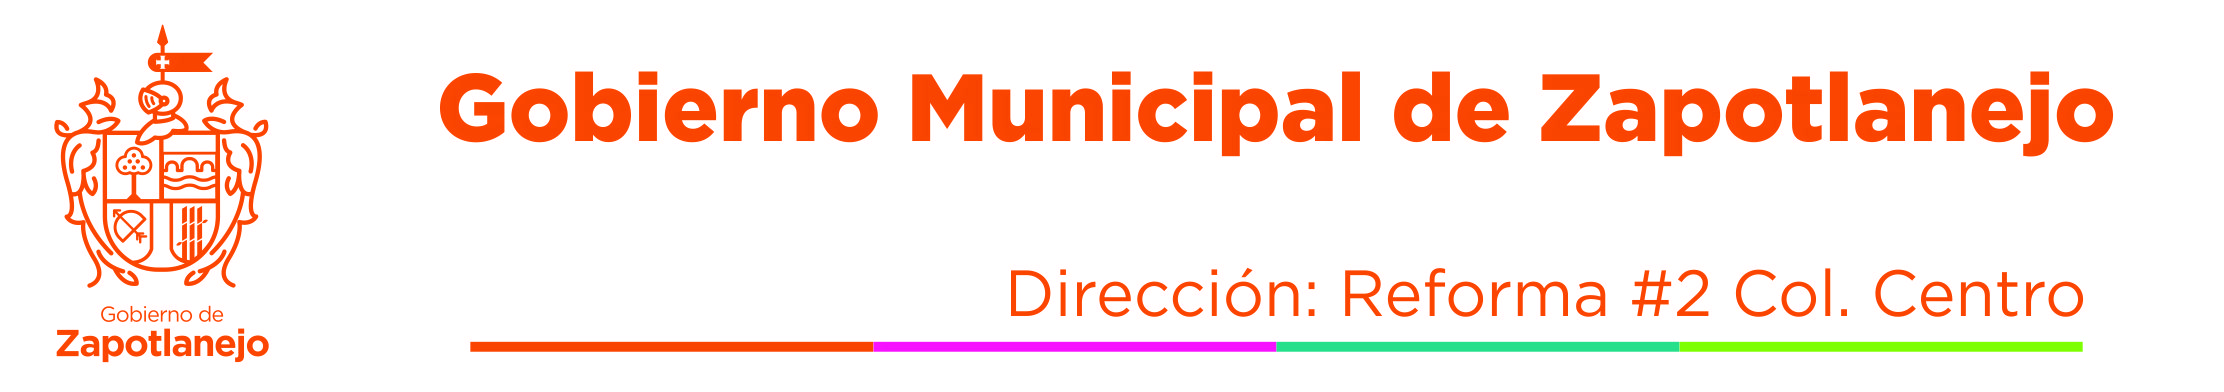 Gobierno Municipal de Zapotlanejo
Dirección: Reforma #2 Col. Centro
Gobierno de
Zapotlanejo